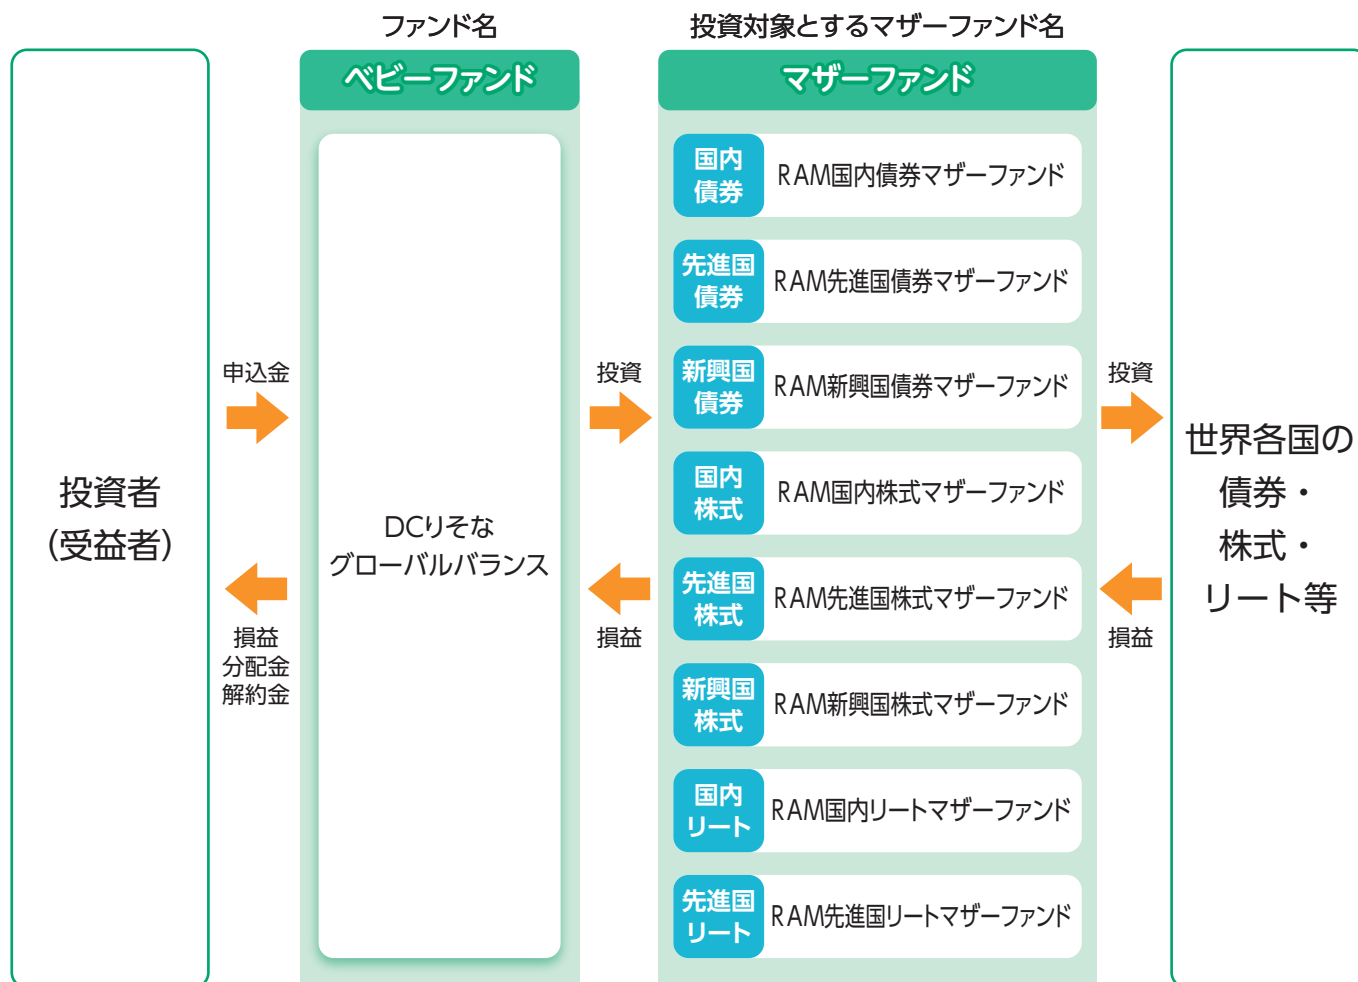 ファンド名
投資対象とするマザーファンド名
ベビーファンド
マザーファンド
投資者
(受益者)
申込金
損益
分配金
解約金
DCりそな
グローバルバランス
投資
損益
国内
債券
RAM国内債券マザーファンド
先進国
債券
RAM先進国債券マザーファンド
新興国
債券
RAM新興国債券マザーファンド
国内
株式
RAM国内株式マザーファンド
先進国
株式
RAM先進国株式マザーファンド
新興国
株式
RAM新興国株式マザーファンド
国内
リート
RAM国内リートマザーファンド
先進国
リート
RAM先進国リートマザーファンド
投資
損益
世界各国の
債券・
株式・
リート等